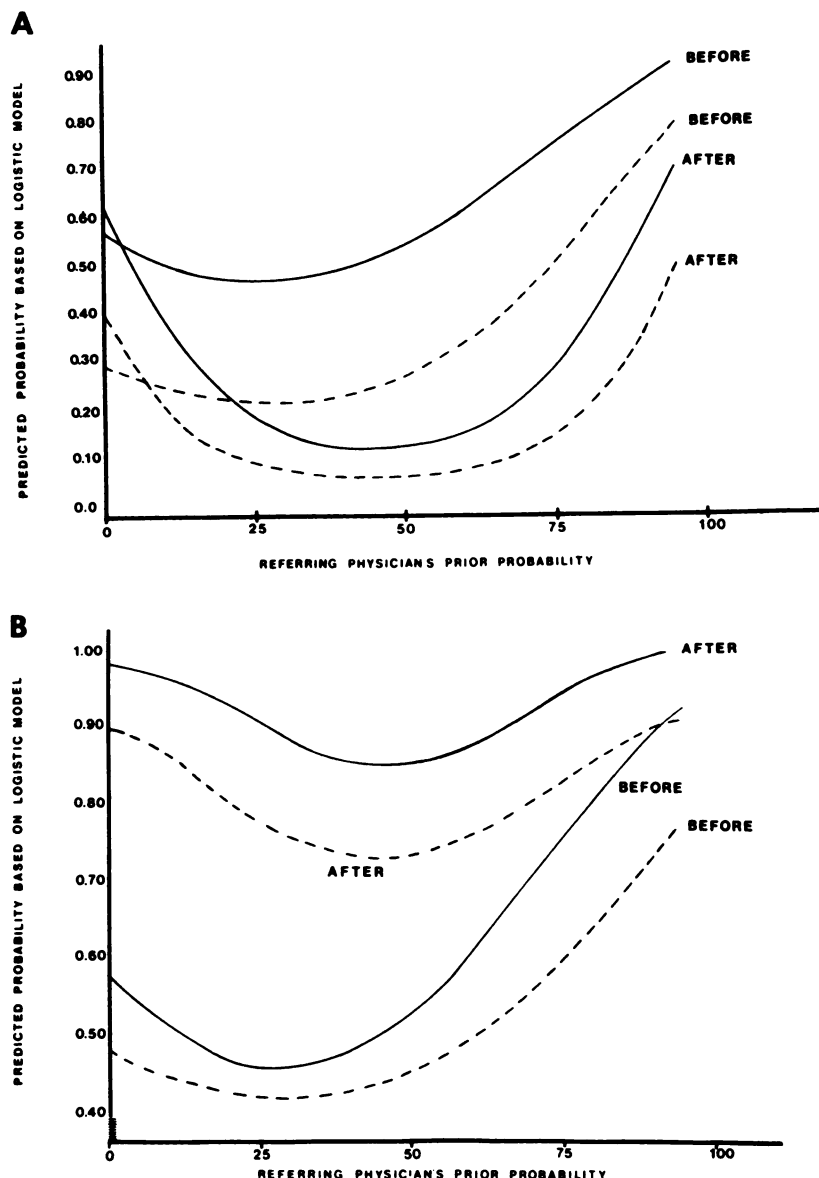 A
PREDICTED PROBABILITY BASED ON LOGISTIC MODEL
0.90
0.80
0.70
0.60
0.50
0.40
0.30
0.20
0.10
0.0
BEFORE
BEFORE
AFTER
AFTER
0 25 50 75 100
REFERRING PHYSICIAN'S PRIOR PROBABILITY
B
PREDICTED PROBABILITY BASED ON LOGISTIC MODEL
1.00
0.90
0.80
0.70
0.60
0.50
0.40
AFTER
BEFORE
BEFORE
AFTER
0 25 50 75 100
REFERRING PHYSICIAN'S PRIOR PROBABILITY